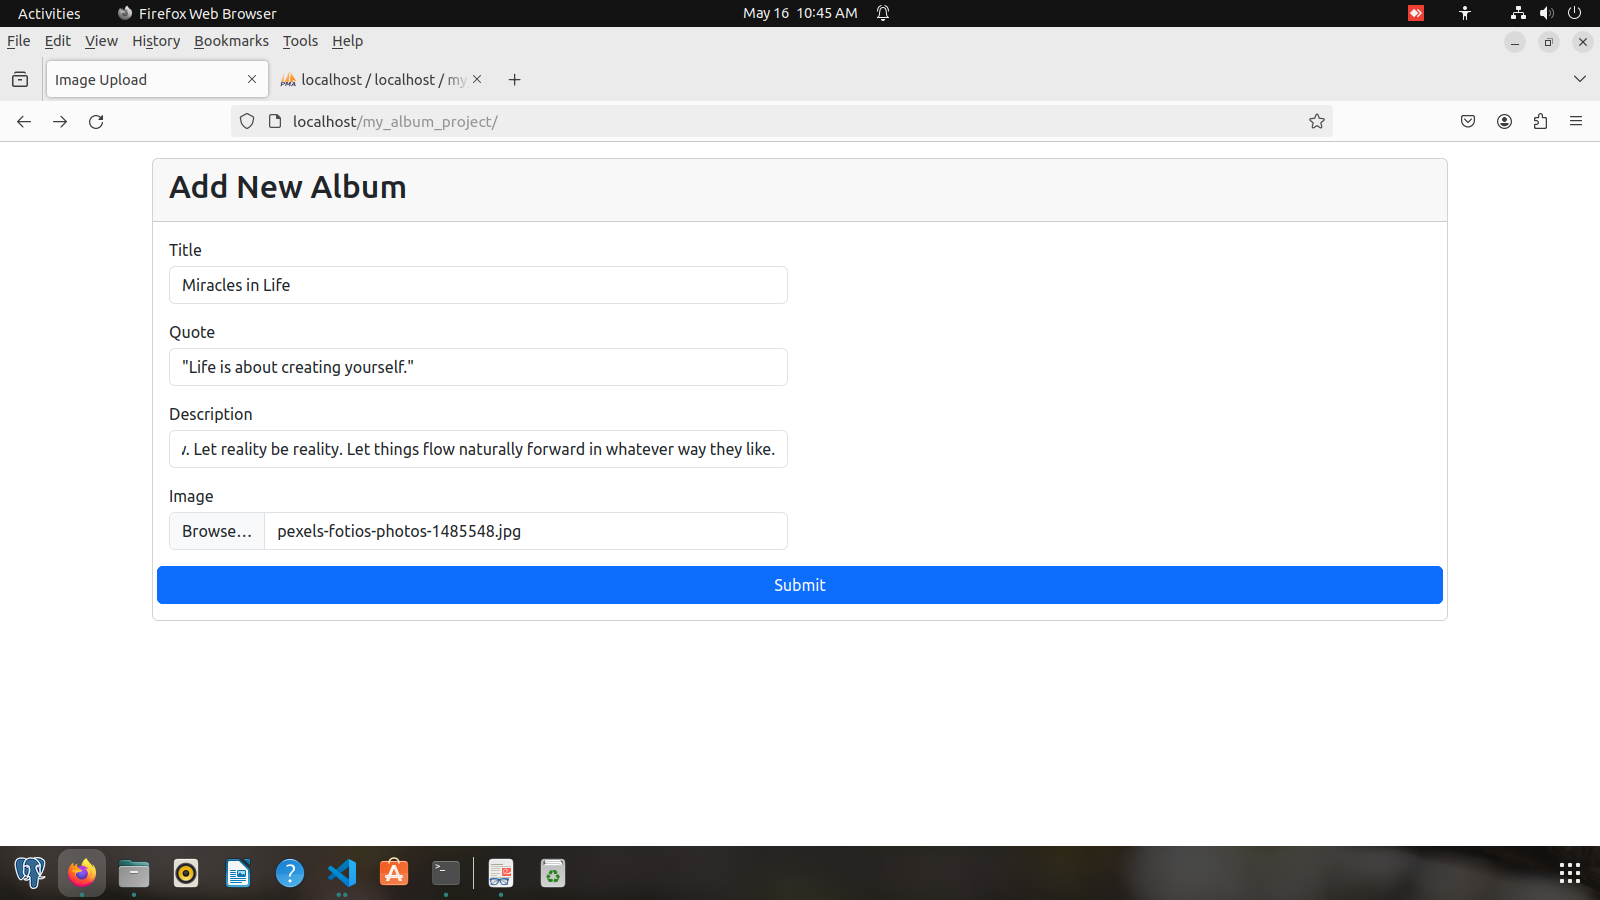 Activities Firefox Web Browser May 16 10:45 AM
File Edit View History Bookmarks Tools Help
Image Upload localhost / localhost / my
localhost/my_album_project/
Add New Album
Title
Miracles in Life
Quote
"Life is about creating yourself."
Description
. Let reality be reality. Let things flow naturally forward in whatever way they like.
Image
Browse… pexels-fotios-photos-1485548.jpg
Submit